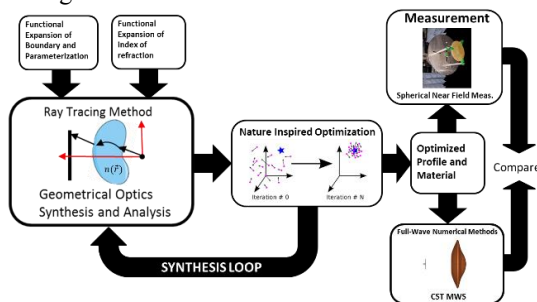 Functional
Expansion of
Boundary and
Parameterization
Functional
Expansion of
Index of
refraction
Ray Tracing Method
n(r⃗)
Geometrical Optics
Synthesis and Analysis
Nature Inspired Optimization
Iteration # 0
Iteration # N
SYNTHESIS LOOP
Optimized
Profile and
Material
Measurement
Spherical Near Field Meas.
Compare
Full-Wave Numerical Methods
CST MWS